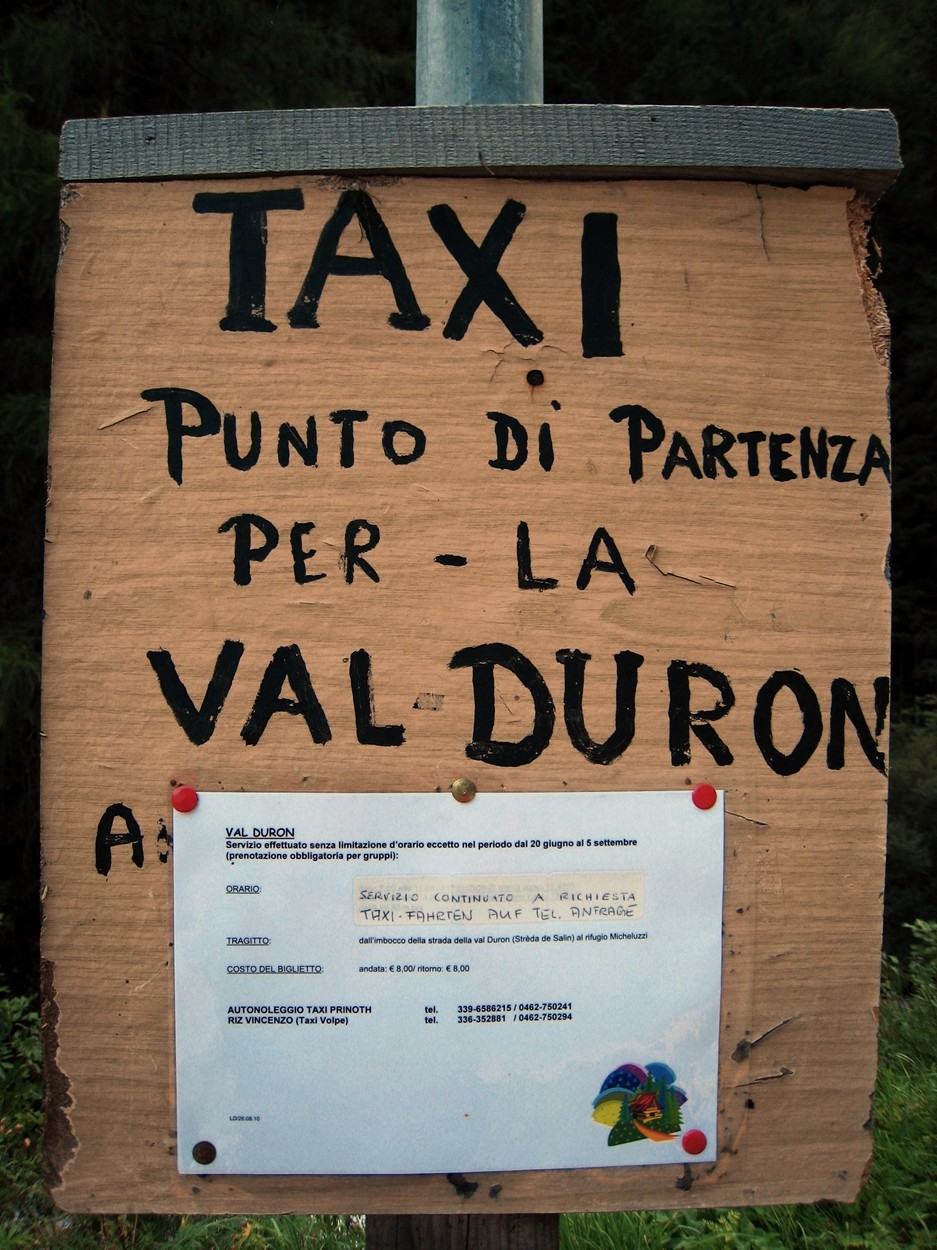 TAXI
PUNTO Di PARTENZA
PER - LA
VAL - DURON
VAL DURON
Servizio effettuato senza limitazione d'orario eccetto nel periodo dal 20 giugno al 5 settembre
(prenotazione obbligatoria per gruppi):
ORARIO: SERVIZIO CONTINUATO A RICHIESTA
TAXI-FAHRTEN AUF TEL. ANFRAGE
TRAGITTO: dall'imbocco della strada della val Duron (Strèda de Salin) al rifugio Micheluzzi
COSTO DEL BIGLIETTO: andata: € 8,00/ ritorno: € 8,00
AUTONOLEGGIO TAXI PRINOTH tel. 339-6586215 / 0462-750241
RIZ VINCENZO (Taxi Volpe) tel. 336-352881 / 0462-750294
LD/26.08.10